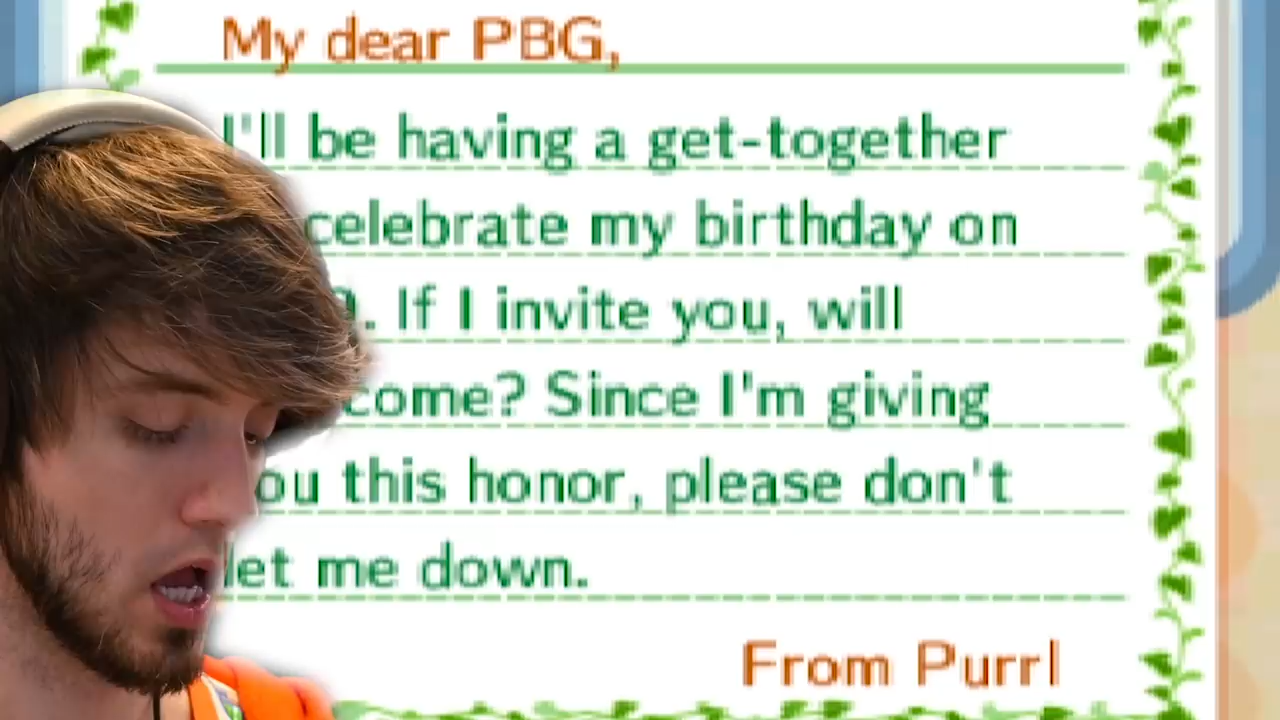 My dear PBG,
I'll be having a get-together
celebrate my birthday on
. If I invite you, will
come? Since I'm giving
you this honor, please don't
let me down.
From Purrl